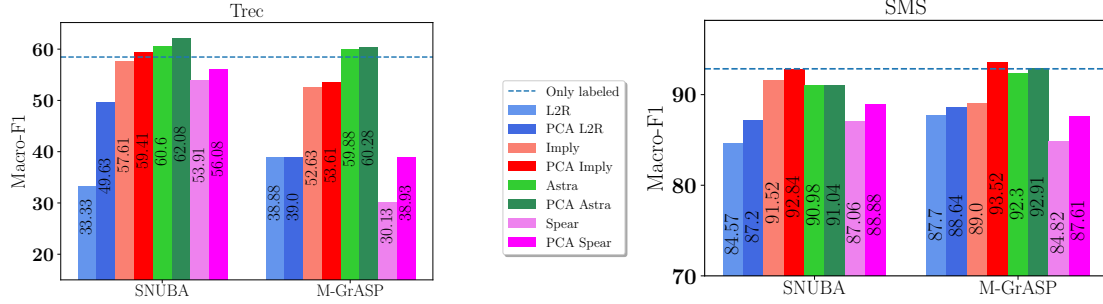 Trec
Macro-F1
60
50
40
30
20
33.33
49.63
57.61
59.41
60.6
62.08
53.91
56.08
38.88
39.0
52.63
53.61
59.88
60.28
30.13
38.93
SNUBA
M-GrASP
Only labeled
L2R
PCA L2R
Imply
PCA Imply
Astra
PCA Astra
Spear
PCA Spear
SMS
Macro-F1
90
80
70
84.57
87.2
91.52
92.84
90.98
91.04
87.06
88.88
87.7
88.64
89.0
93.52
92.3
92.91
84.82
87.61
SNUBA
M-GrASP